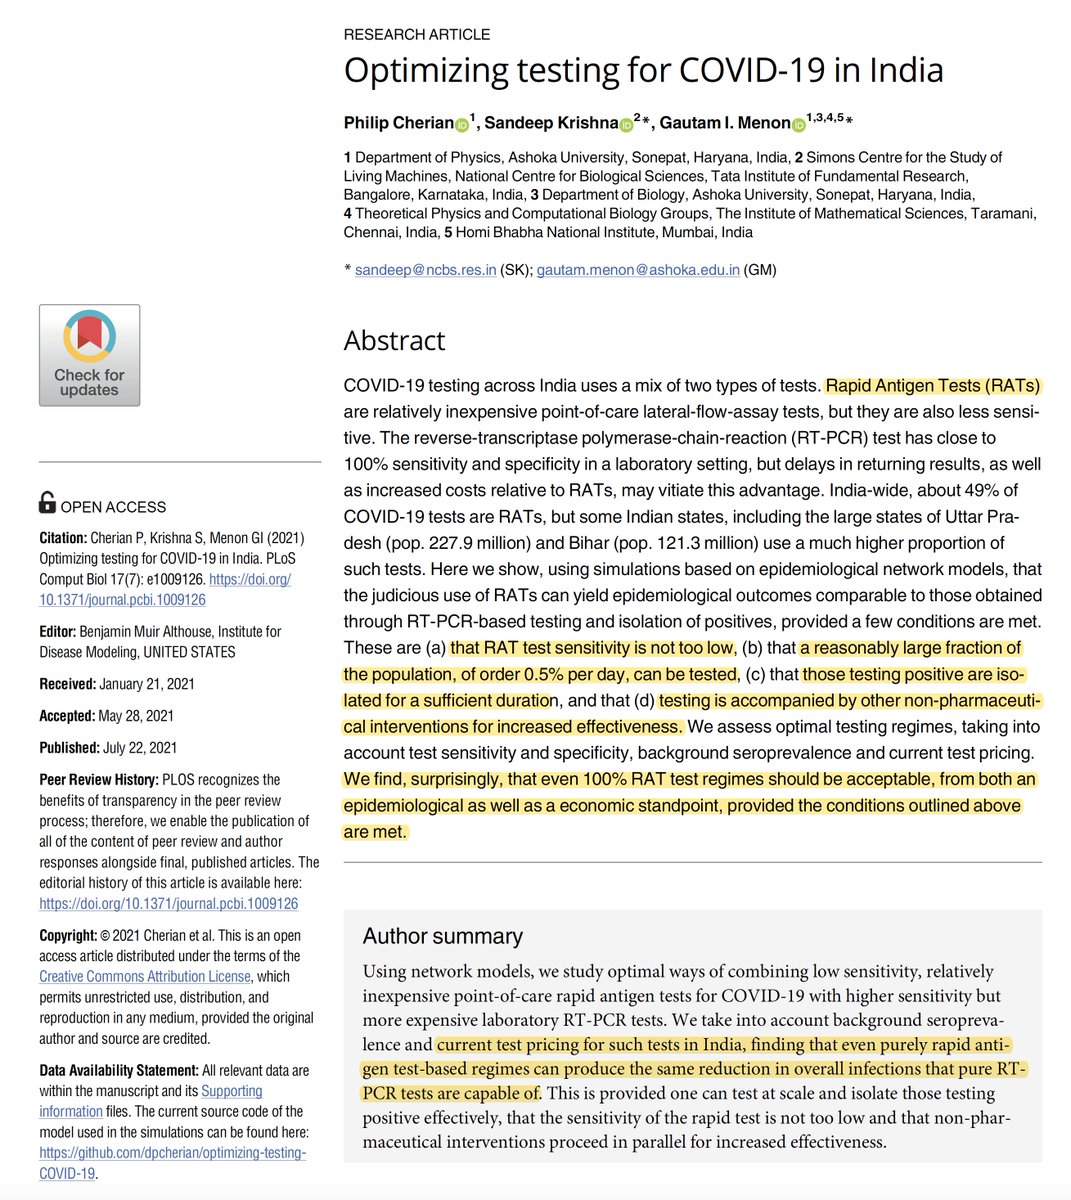 RESEARCH ARTICLE
Optimizing testing for COVID-19 in India
Philip Cherian iD 1, Sandeep Krishna iD 2*, Gautam I. Menon iD 1,3,4,5*
1 Department of Physics, Ashoka University, Sonepat, Haryana, India, 2 Simons Centre for the Study of
Living Machines, National Centre for Biological Sciences, Tata Institute of Fundamental Research,
Bangalore, Karnataka, India, 3 Department of Biology, Ashoka University, Sonepat, Haryana, India,
4 Theoretical Physics and Computational Biology Groups, The Institute of Mathematical Sciences, Taramani,
Chennai, India, 5 Homi Bhabha National Institute, Mumbai, India
* sandeep@ncbs.res.in (SK); gautam.menon@ashoka.edu.in (GM)
Abstract
COVID-19 testing across India uses a mix of two types of tests. Rapid Antigen Tests (RATs)
are relatively inexpensive point-of-care lateral-flow-assay tests, but they are also less sensi-
tive. The reverse-transcriptase polymerase-chain-reaction (RT-PCR) test has close to
100% sensitivity and specificity in a laboratory setting, but delays in returning results, as well
as increased costs relative to RATs, may vitiate this advantage. India-wide, about 49% of
COVID-19 tests are RATs, but some Indian states, including the large states of Uttar Pra-
desh (pop. 227.9 million) and Bihar (pop. 121.3 million) use a much higher proportion of
such tests. Here we show, using simulations based on epidemiological network models, that
the judicious use of RATs can yield epidemiological outcomes comparable to those obtained
through RT-PCR-based testing and isolation of positives, provided a few conditions are met.
These are (a) that RAT test sensitivity is not too low, (b) that a reasonably large fraction of
the population, of order 0.5% per day, can be tested, (c) that those testing positive are iso-
lated for a sufficient duration, and that (d) testing is accompanied by other non-pharmaceuti-
cal interventions for increased effectiveness. We assess optimal testing regimes, taking into
account test sensitivity and specificity, background seroprevalence and current test pricing.
We find, surprisingly, that even 100% RAT test regimes should be acceptable, from both an
epidemiological as well as a economic standpoint, provided the conditions outlined above
are met.
Author summary
Using network models, we study optimal ways of combining low sensitivity, relatively
inexpensive point-of-care rapid antigen tests for COVID-19 with higher sensitivity but
more expensive laboratory RT-PCR tests. We take into account background seropreva-
lence and current test pricing for such tests in India, finding that even purely rapid anti-
gen test-based regimes can produce the same reduction in overall infections that pure RT-
PCR tests are capable of. This is provided one can test at scale and isolate those testing
positive effectively, that the sensitivity of the rapid test is not too low and that non-phar-
maceutical interventions proceed in parallel for increased effectiveness.
Check for
updates
OPEN ACCESS
Citation: Cherian P, Krishna S, Menon GI (2021)
Optimizing testing for COVID-19 in India. PLoS
Comput Biol 17(7): e1009126. https://doi.org/
10.1371/journal.pcbi.1009126
Editor: Benjamin Muir Althouse, Institute for
Disease Modeling, UNITED STATES
Received: January 21, 2021
Accepted: May 28, 2021
Published: July 22, 2021
Peer Review History: PLOS recognizes the
benefits of transparency in the peer review
process; therefore, we enable the publication of
all of the content of peer review and author
responses alongside final, published articles. The
editorial history of this article is available here:
https://doi.org/10.1371/journal.pcbi.1009126
Copyright: © 2021 Cherian et al. This is an open
access article distributed under the terms of the
Creative Commons Attribution License, which
permits unrestricted use, distribution, and
reproduction in any medium, provided the original
author and source are credited.
Data Availability Statement: All relevant data are
within the manuscript and its Supporting
information files. The current source code of the
model used in the simulations can be found here:
https://github.com/dpcherian/optimizing-testing-
COVID-19.